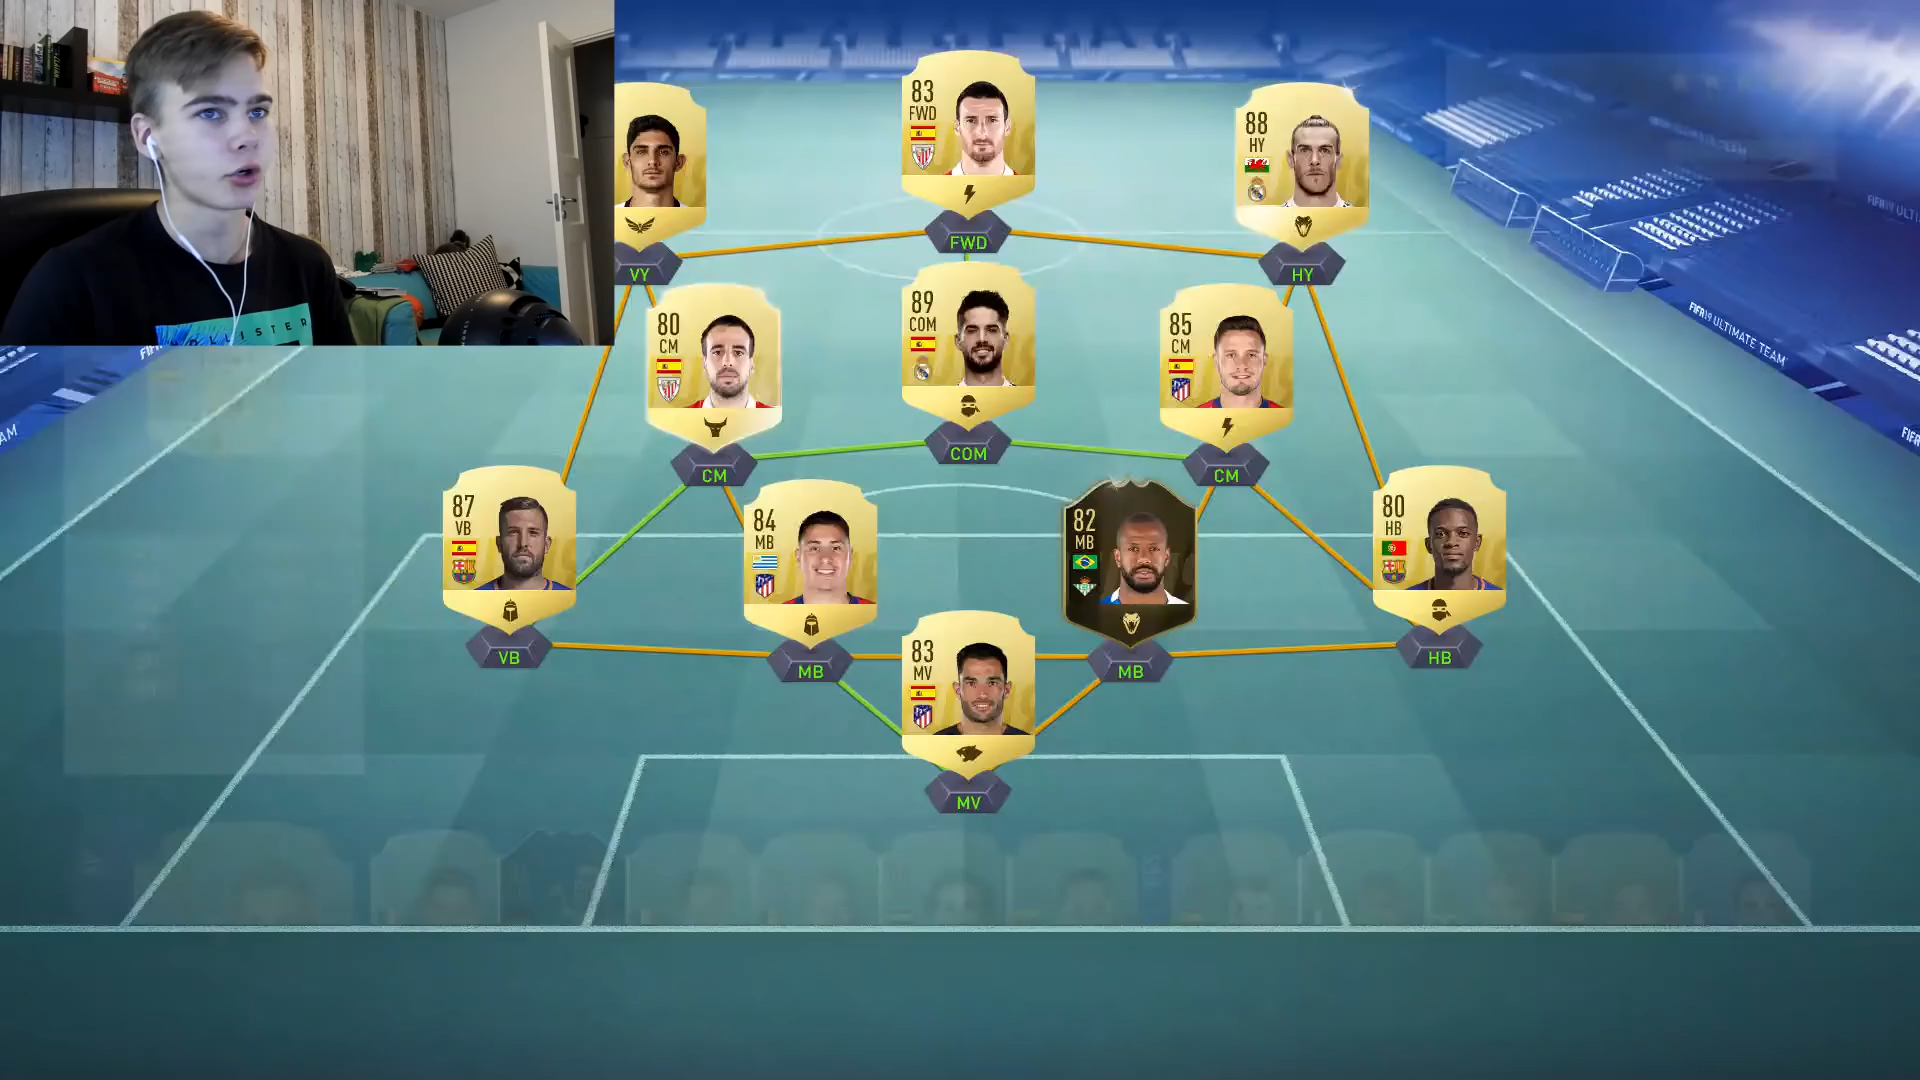 83
FWD
88
HY
FWD
VY
HY
80
CM
89
COM
85
CM
COM
CM
CM
87
VB
84
MB
82
MB
80
HB
VB
MB
MB
HB
83
MV
MV
FIFA19 ULTIMATE TEAM
LISTER